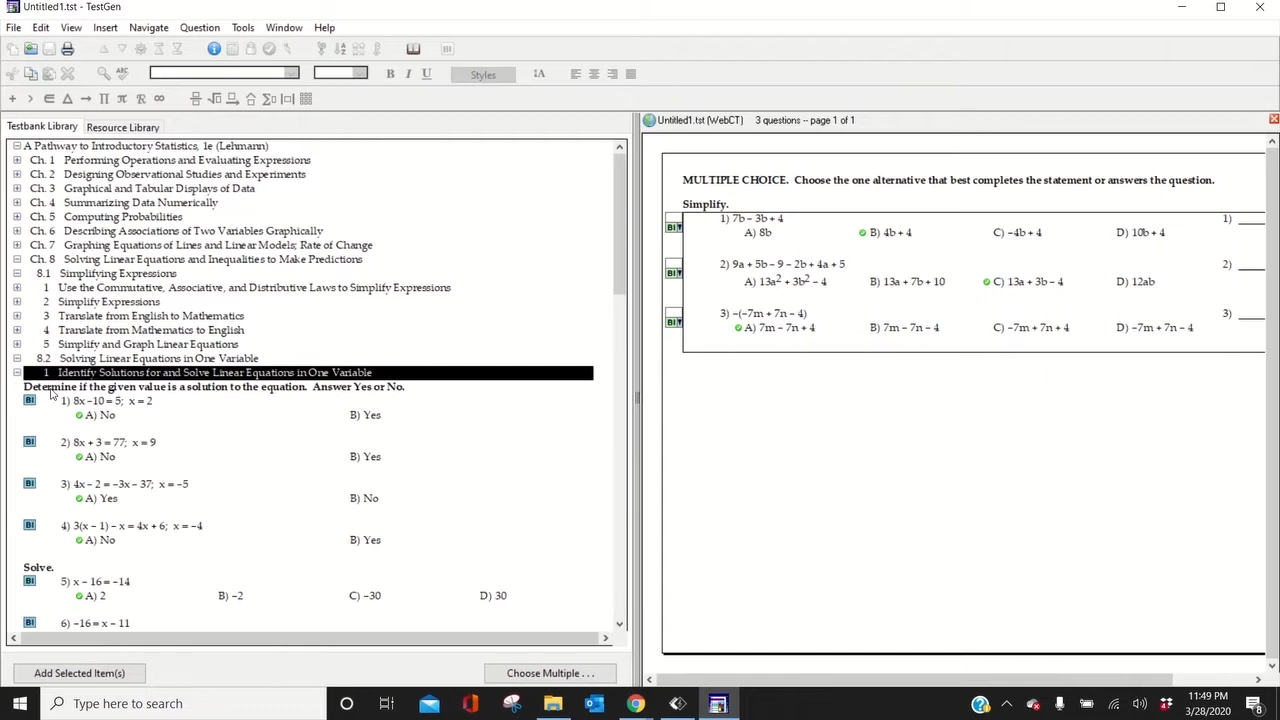 Untitled1.tst - TestGen
File Edit View Insert Navigate Question Tools Window Help
Styles
Testbank Library Resource Library
A Pathway to Introductory Statistics, 1e (Lehmann)
Ch. 1 Performing Operations and Evaluating Expressions
Ch. 2 Designing Observational Studies and Experiments
Ch. 3 Graphical and Tabular Displays of Data
Ch. 4 Summarizing Data Numerically
Ch. 5 Computing Probabilities
Ch. 6 Describing Associations of Two Variables Graphically
Ch. 7 Graphing Equations of Lines and Linear Models; Rate of Change
Ch. 8 Solving Linear Equations and Inequalities to Make Predictions
8.1 Simplifying Expressions
1 Use the Commutative, Associative, and Distributive Laws to Simplify Expressions
2 Simplify Expressions
3 Translate from English to Mathematics
4 Translate from Mathematics to English
5 Simplify and Graph Linear Equations
8.2 Solving Linear Equations in One Variable
1 Identify Solutions for and Solve Linear Equations in One Variable
Determine if the given value is a solution to the equation. Answer Yes or No.
BI 1) 8x -10 = 5; x = 2
A) No B) Yes
BI 2) 8x + 3 = 77; x = 9
A) No B) Yes
BI 3) 4x - 2 = -3x - 37; x = -5
A) Yes B) No
BI 4) 3(x - 1) - x = 4x + 6; x = -4
A) No B) Yes
Solve.
BI 5) x - 16 = -14
A) 2 B) -2 C) -30 D) 30
BI 6) -16 = x - 11
Add Selected Item(s) Choose Multiple . . .
Untitled1.tst (WebCT) 3 questions -- page 1 of 1
MULTIPLE CHOICE. Choose the one alternative that best completes the statement or answers the question.
Simplify.
BI 1) 7b - 3b + 4 1)
A) 8b B) 4b + 4 C) -4b + 4 D) 10b + 4
BI 2) 9a + 5b - 9 - 2b + 4a + 5 2)
A) 13a² + 3b² - 4 B) 13a + 7b + 10 C) 13a + 3b - 4 D) 12ab
BI 3) -(-7m + 7n - 4) 3)
A) 7m - 7n + 4 B) 7m - 7n - 4 C) -7m + 7n + 4 D) -7m + 7n - 4
Type here to search
11:49 PM
3/28/2020
8